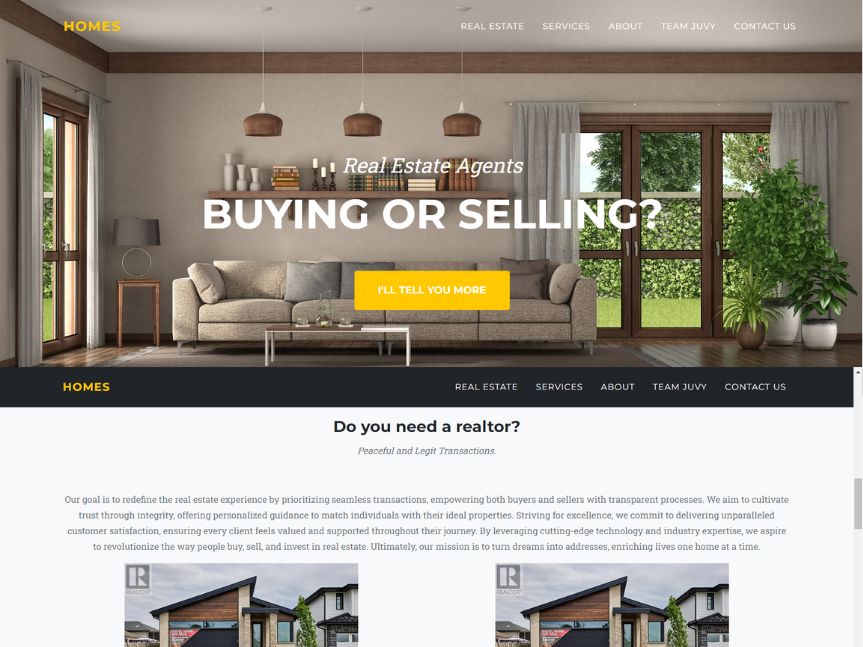 HOMES
REAL ESTATE SERVICES ABOUT TEAM JUVY CONTACT US
Real Estate Agents
BUYING OR SELLING?
I'LL TELL YOU MORE
HOMES
REAL ESTATE SERVICES ABOUT TEAM JUVY CONTACT US
Do you need a realtor?
Peaceful and Legit Transactions.
Our goal is to redefine the real estate experience by prioritizing seamless transactions, empowering both buyers and sellers with transparent processes. We aim to cultivate
trust through integrity, offering personalized guidance to match individuals with their ideal properties. Striving for excellence, we commit to delivering unparalleled
customer satisfaction, ensuring every client feels valued and supported throughout their journey. By leveraging cutting-edge technology and industry expertise, we aspire
to revolutionize the way people buy, sell, and invest in real estate. Ultimately, our mission is to turn dreams into addresses, enriching lives one home at a time.
R R
REALTOR REALTOR